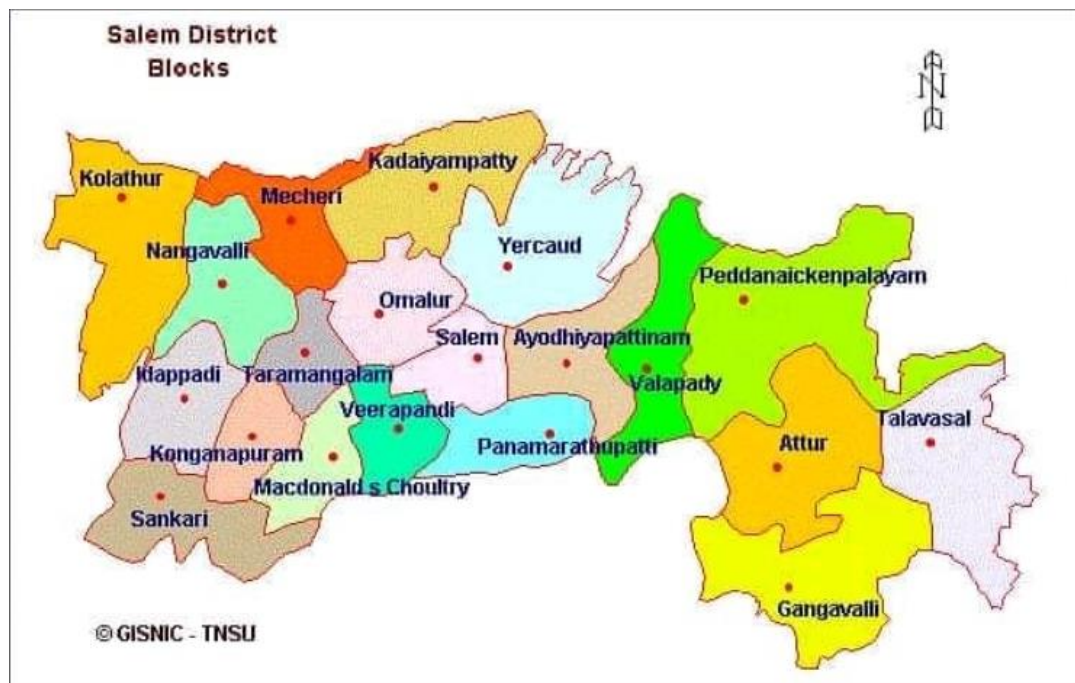 Salem District
Blocks
N
Kadaiyampatty
Kolathur
Mecheri
Nangavalli
Yercaud
Peddanaickenpalayam
Omalur
Salem
Ayodhiyapattinam
Idappadi
Taramangalam
Valapady
Veerapandi
Talavasal
Konganapuram
Panamarathupatti
Attur
Macdonald s Choultry
Sankari
Gangavalli
© GISNIC - TNSU